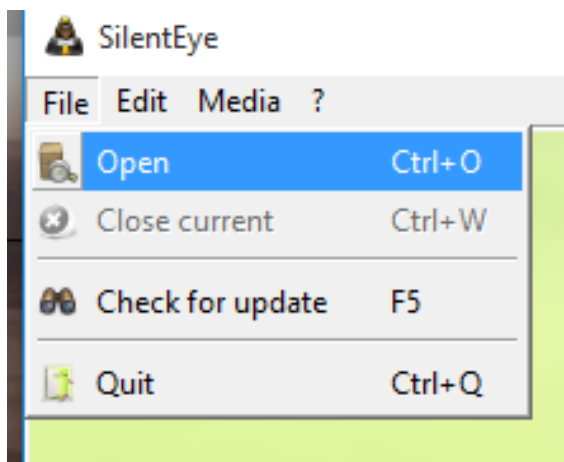 SilentEye
File Edit Media ?
Open Ctrl+O
Close current Ctrl+W
Check for update F5
Quit Ctrl+Q